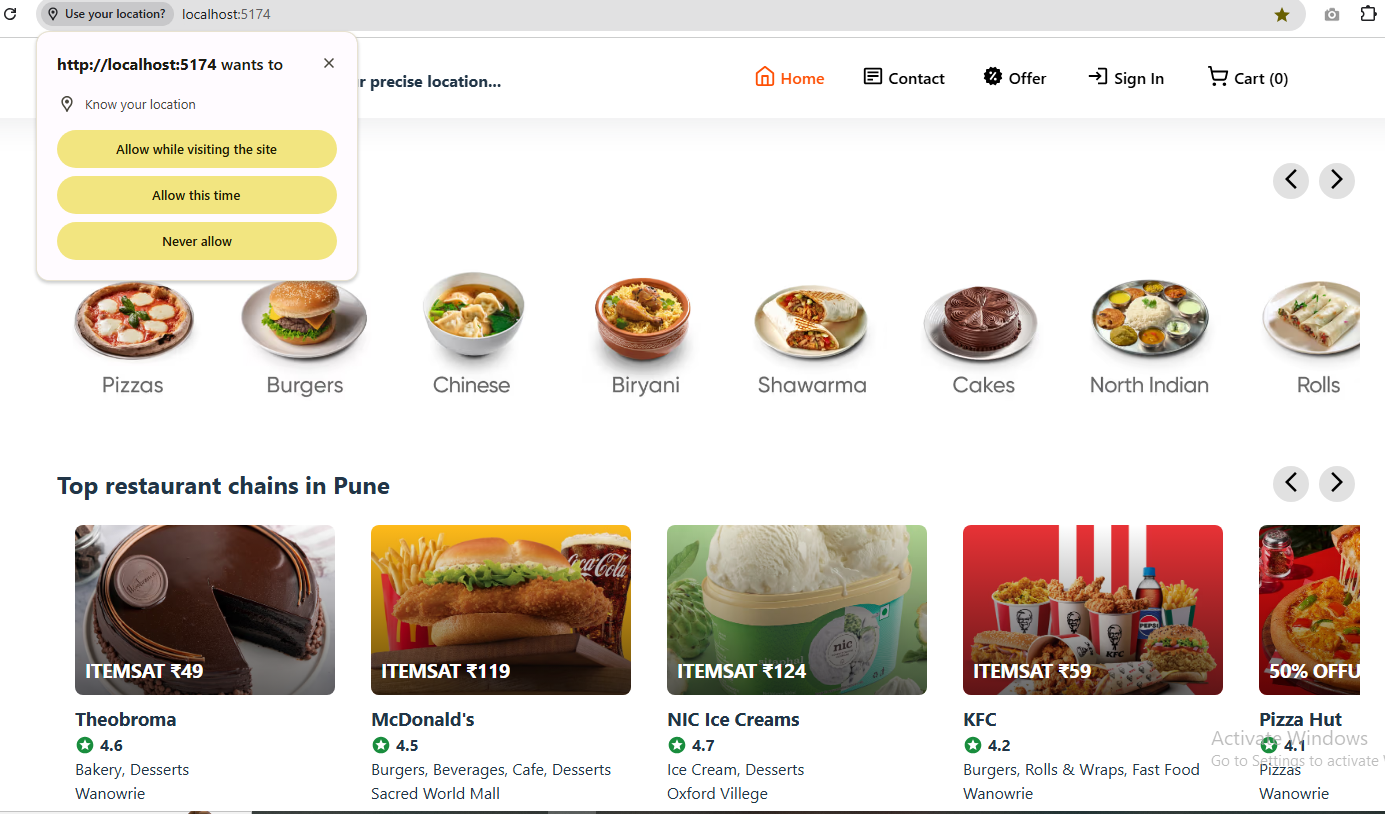 Use your location?
localhost:5174
http://localhost:5174 wants to
Know your location
Allow while visiting the site
Allow this time
Never allow
r precise location...
Home
Contact
Offer
Sign In
Cart (0)
Pizzas
Burgers
Chinese
Biryani
Shawarma
Cakes
North Indian
Rolls
Top restaurant chains in Pune
Coca-Cola
nic
PEPSI
KFC
ITEMSAT ₹49
ITEMSAT ₹119
ITEMSAT ₹124
ITEMSAT ₹59
50% OFFU
Theobroma
4.6
Bakery, Desserts
Wanowrie
McDonald's
4.5
Burgers, Beverages, Cafe, Desserts
Sacred World Mall
NIC Ice Creams
4.7
Ice Cream, Desserts
Oxford Villege
KFC
4.2
Burgers, Rolls & Wraps, Fast Food
Wanowrie
Pizza Hut
4.1
Pizzas
Wanowrie
Activate Windows
Go to Settings to activate